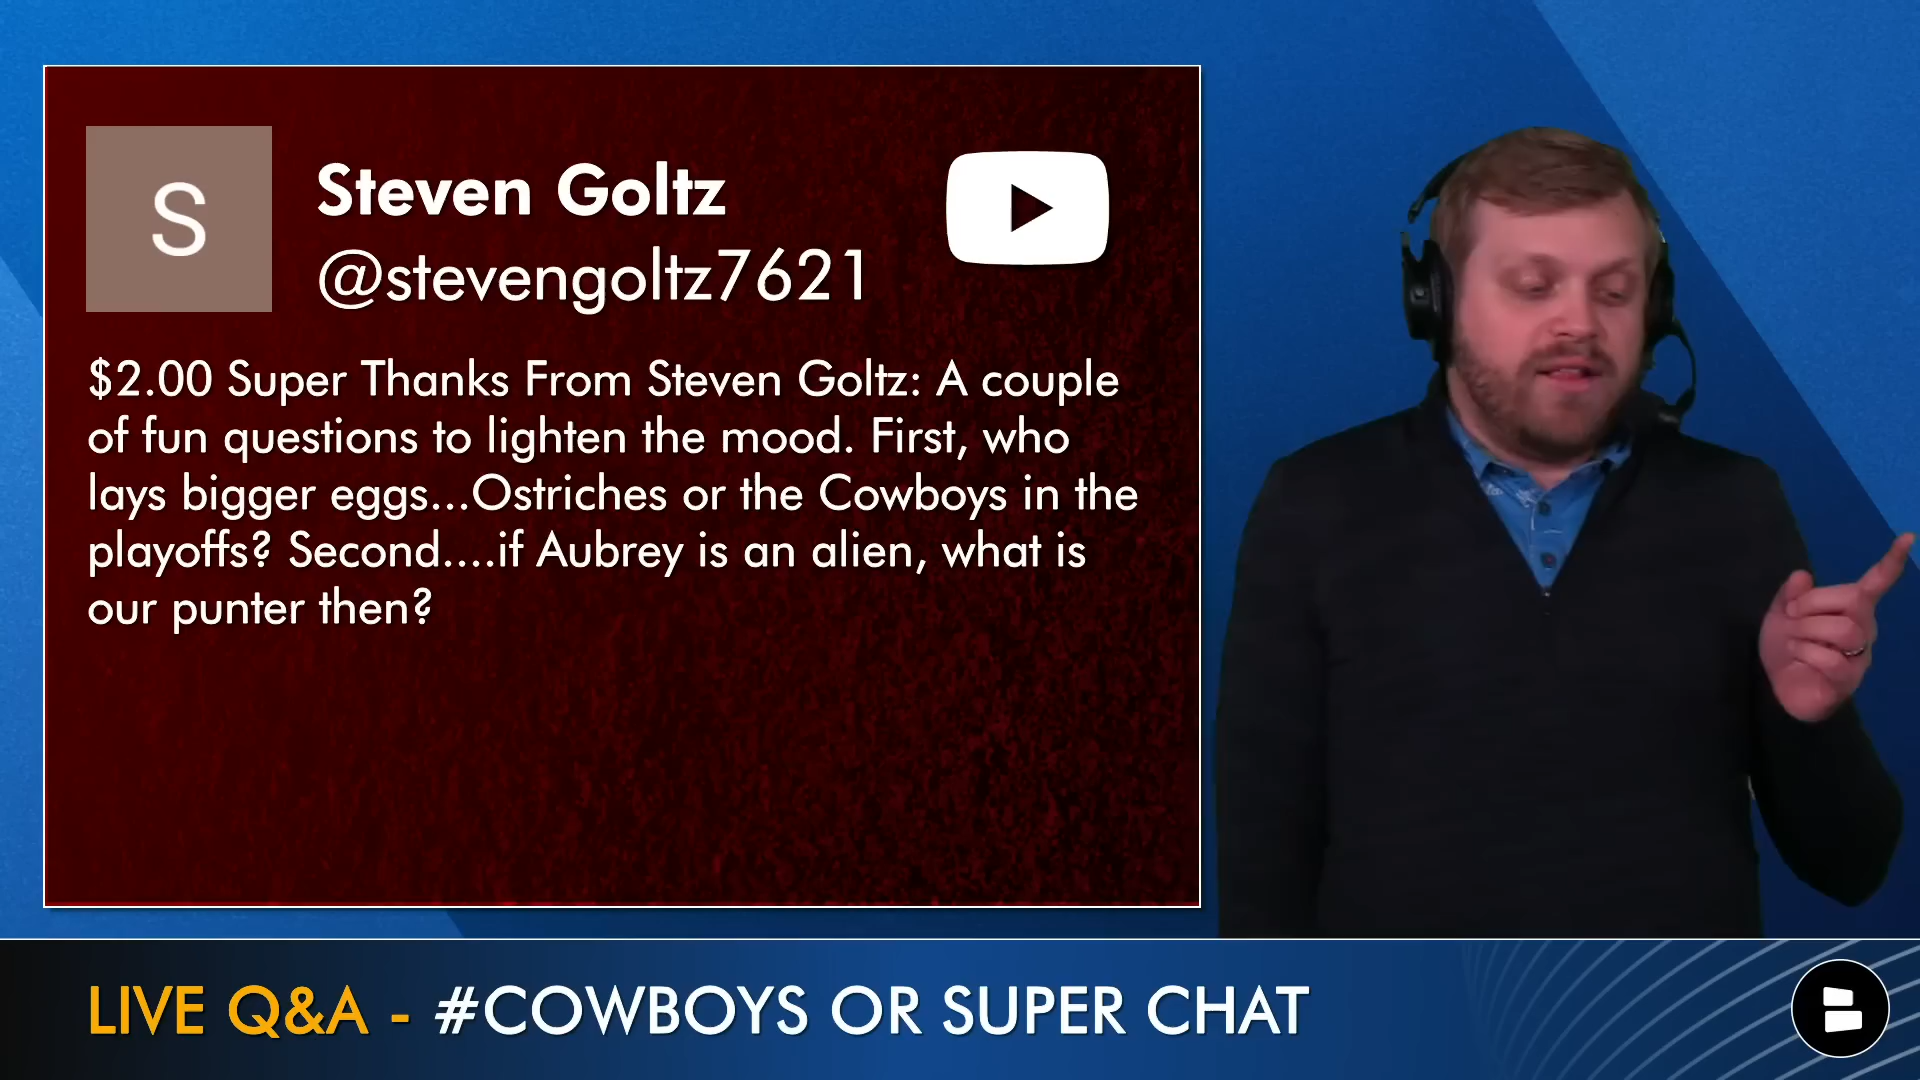 S
Steven Goltz
@stevengoltz7621
$2.00 Super Thanks From Steven Goltz: A couple
of fun questions to lighten the mood. First, who
lays bigger eggs...Ostriches or the Cowboys in the
playoffs? Second....if Aubrey is an alien, what is
our punter then?
LIVE Q&A - #COWBOYS OR SUPER CHAT